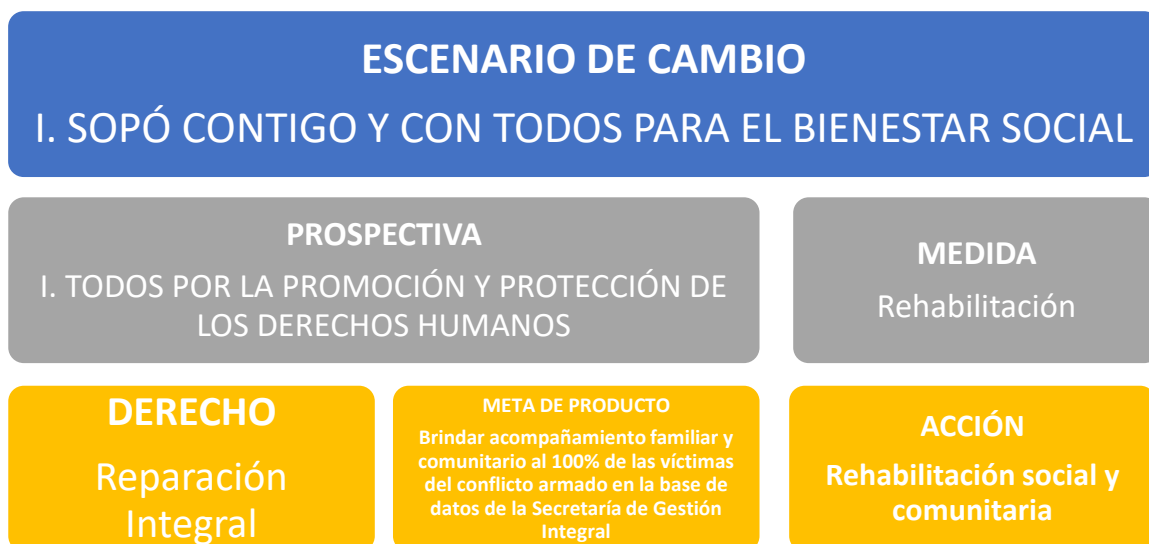 ESCENARIO DE CAMBIO
I. SOPÓ CONTIGO Y CON TODOS PARA EL BIENESTAR SOCIAL
PROSPECTIVA
I. TODOS POR LA PROMOCIÓN Y PROTECCIÓN DE
LOS DERECHOS HUMANOS
MEDIDA
Rehabilitación
DERECHO
Reparación
Integral
META DE PRODUCTO
Brindar acompañamiento familiar y
comunitario al 100% de las víctimas
del conflicto armado en la base de
datos de la Secretaría de Gestión
Integral
ACCIÓN
Rehabilitación social y
comunitaria